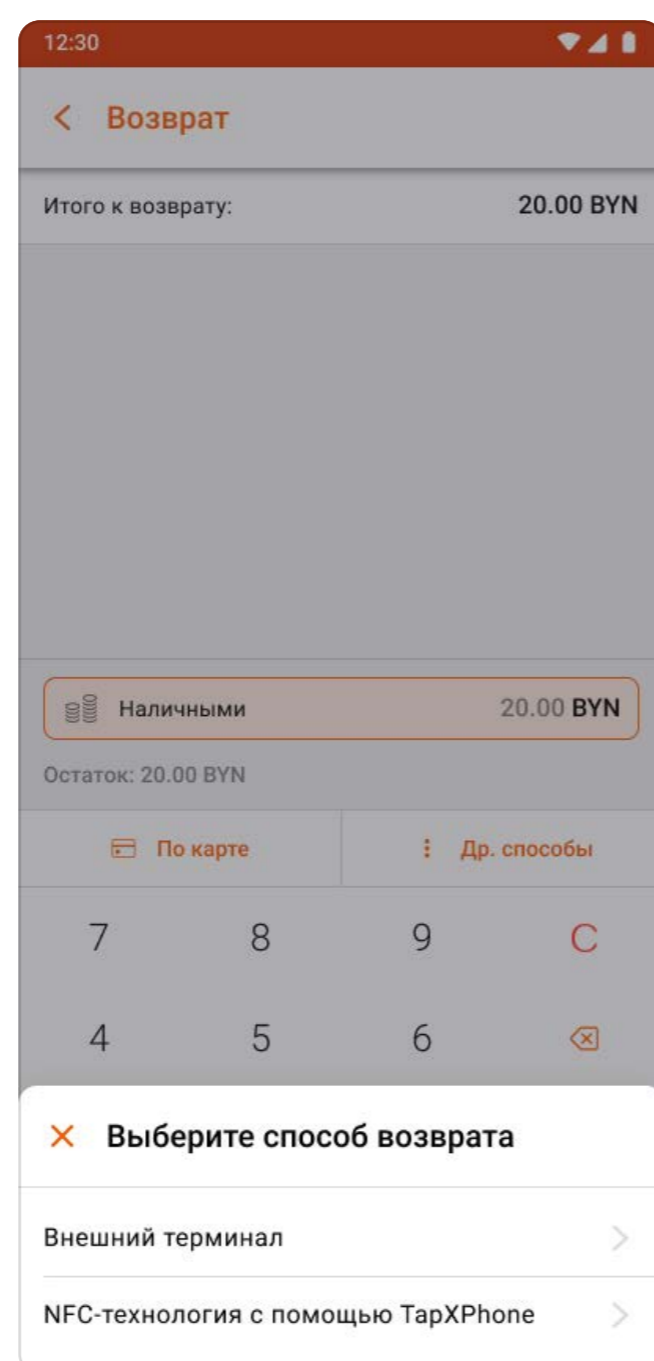 12:30
Возврат
Итого к возврату: 20.00 BYN
Наличными 20.00 BYN
Остаток: 20.00 BYN
По карте Др. способы
7 8 9 C
4 5 6
Выберите способ возврата
Внешний терминал
NFC-технология с помощью TapXPhone